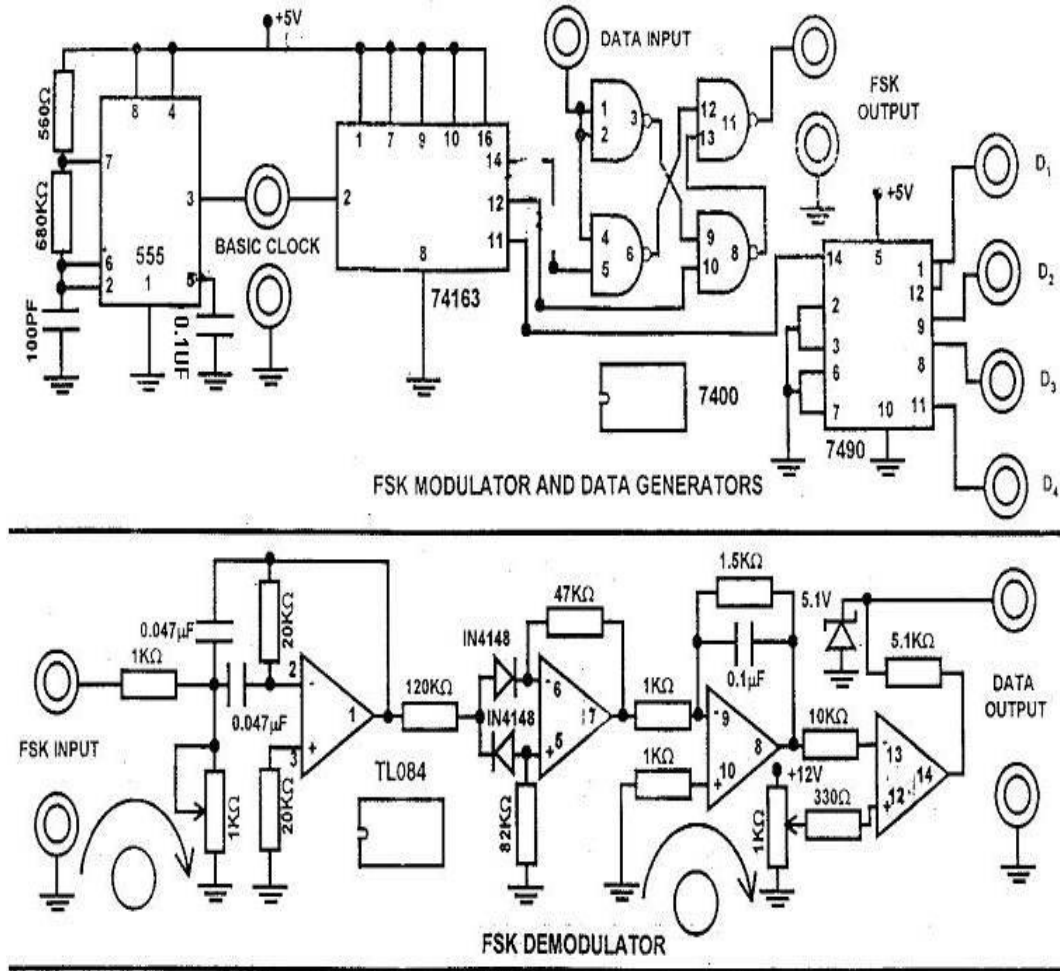 +5V
DATA INPUT
FSK
OUTPUT
560Ω
680KΩ
100PF
8 4
7
3
6
2
555
1
5
0.1UF
BASIC CLOCK
1 7 9 10 16
2
14
12
11
8
74163
1
2
3
4
5
6
12
13
11
9
10
8
7400
+5V
14
5
1
12
2
9
3
8
6
7
10
11
7490
D1
D2
D3
D4
FSK MODULATOR AND DATA GENERATORS
FSK INPUT
1KΩ
0.047µF
0.047µF
20KΩ
2
-
1
+
3
20KΩ
1KΩ
TL084
120KΩ
IN4148
IN4148
47KΩ
-
6
7
+
5
82KΩ
1KΩ
1KΩ
1.5KΩ
0.1µF
-
9
8
10
+
10KΩ
+12V
330Ω
1KΩ
-
13
14
12
+
5.1V
5.1KΩ
DATA
OUTPUT
FSK DEMODULATOR